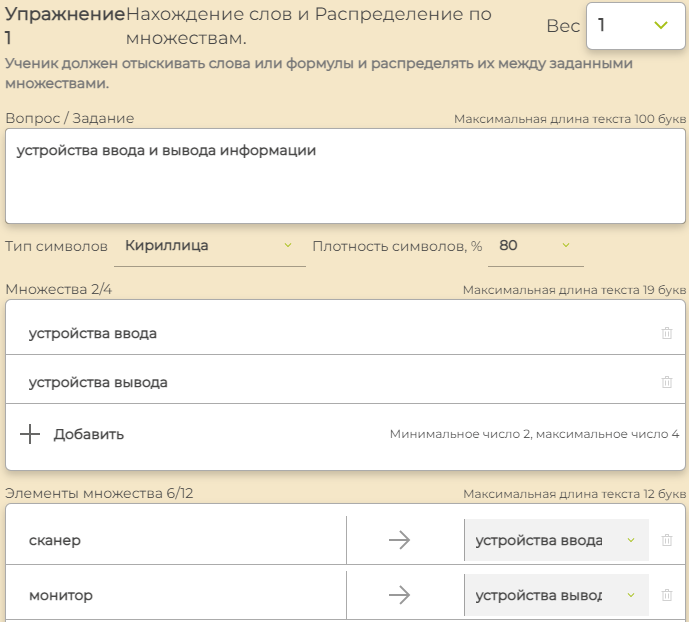 Упражнение 1 Нахождение слов и Распределение по множествам.
Вес 1
Ученик должен отыскивать слова или формулы и распределять их между заданными
множествами.
Вопрос / Задание Максимальная длина текста 100 букв
устройства ввода и вывода информации
Тип символов Кириллица Плотность символов, % 80
Множества 2/4 Максимальная длина текста 19 букв
устройства ввода
устройства вывода
Добавить Минимальное число 2, максимальное число 4
Элементы множества 6/12 Максимальная длина текста 12 букв
сканер устройства ввода
монитор устройства вывод